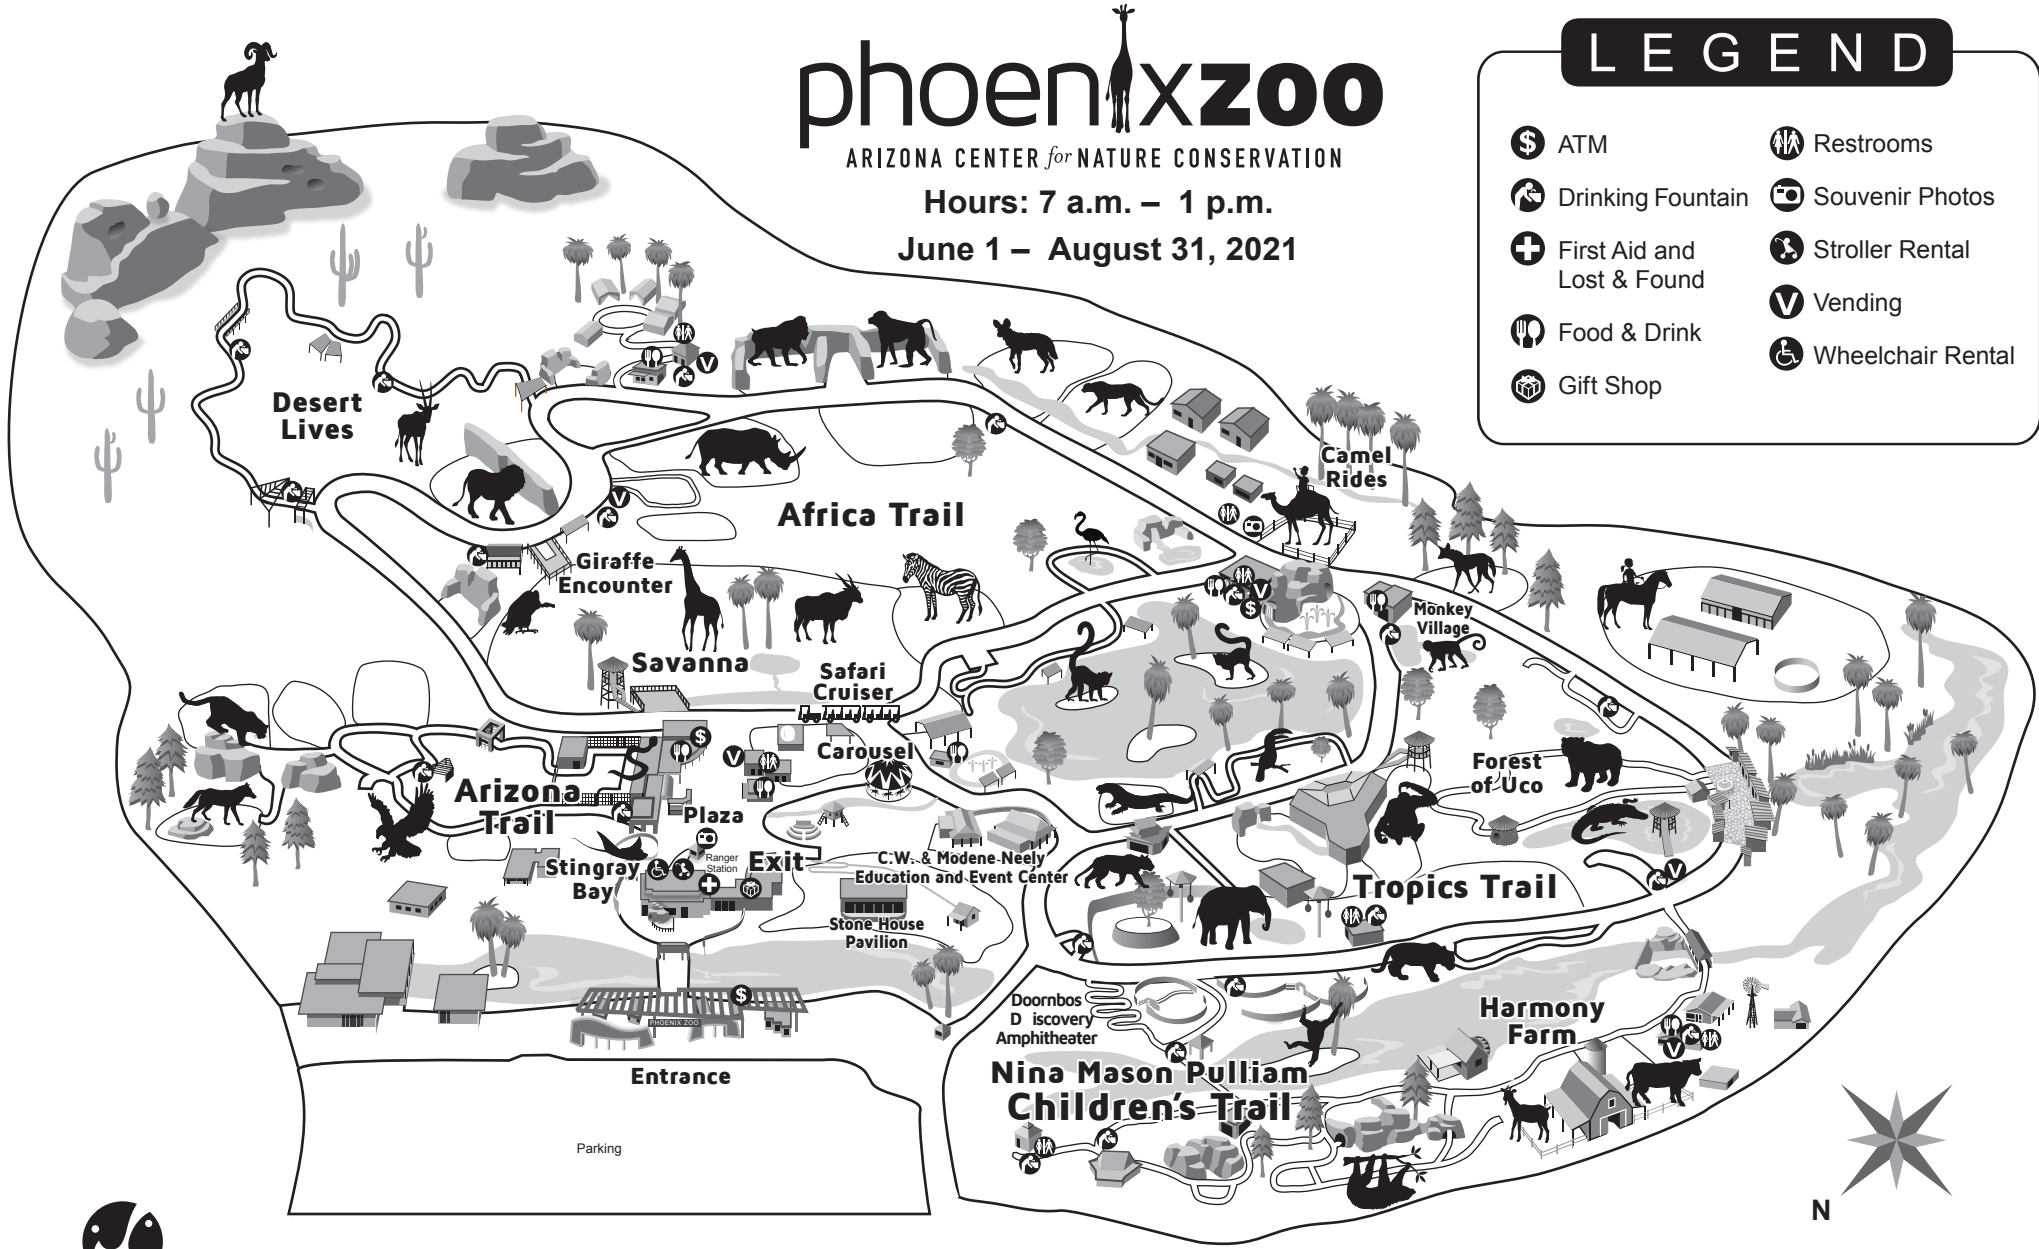 phoenixzoo
ARIZONA CENTER for NATURE CONSERVATION
Hours: 7 a.m. – 1 p.m.
June 1 – August 31, 2021
LEGEND
$ ATM
Drinking Fountain
First Aid and
Lost & Found
Food & Drink
Gift Shop
Restrooms
Souvenir Photos
Stroller Rental
V Vending
Wheelchair Rental
Desert
Lives
V
Camel
Rides
V
Africa Trail
Giraffe
Encounter
V
$
Monkey
Village
Savanna
Safari
Cruiser
$
V
Carousel
Forest
of Uco
Arizona
Trail
Plaza
Stingray
Bay
Ranger
Station
Exit
C.W. & Modene Neely
Education and Event Center
V
Tropics Trail
Stone House
Pavilion
$
PHOENIX ZOO
Doornbos
D iscovery
Amphitheater
Harmony
Farm
V
Entrance
Nina Mason Pulliam
Children's Trail
Parking
N